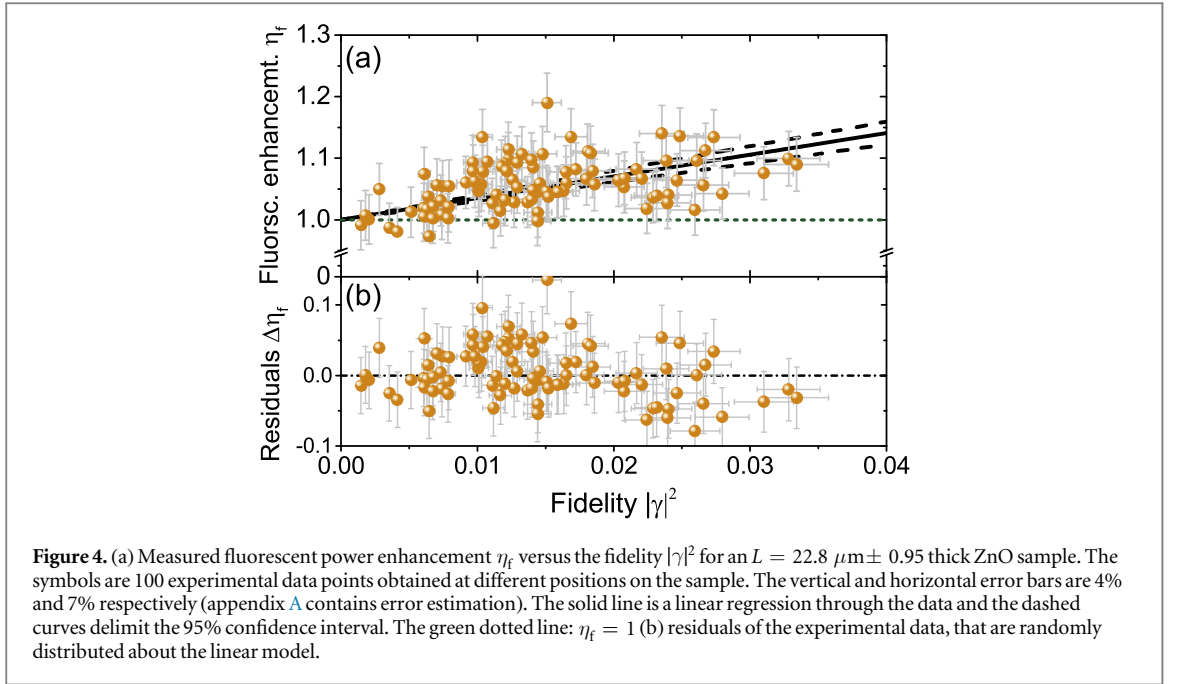 (a)
Fluorsc. enhancemt. ηf
1.3
1.2
1.1
1.0
0
(b)
Residuals Δηf
0.1
0.0
-0.1
0.00 0.01 0.02 0.03 0.04
Fidelity |γ|²
Figure 4. (a) Measured fluorescent power enhancement ηf versus the fidelity |γ|² for an L = 22.8 μm± 0.95 thick ZnO sample. The
symbols are 100 experimental data points obtained at different positions on the sample. The vertical and horizontal error bars are 4%
and 7% respectively (appendix A contains error estimation). The solid line is a linear regression through the data and the dashed
curves delimit the 95% confidence interval. The green dotted line: ηf = 1 (b) residuals of the experimental data, that are randomly
distributed about the linear model.